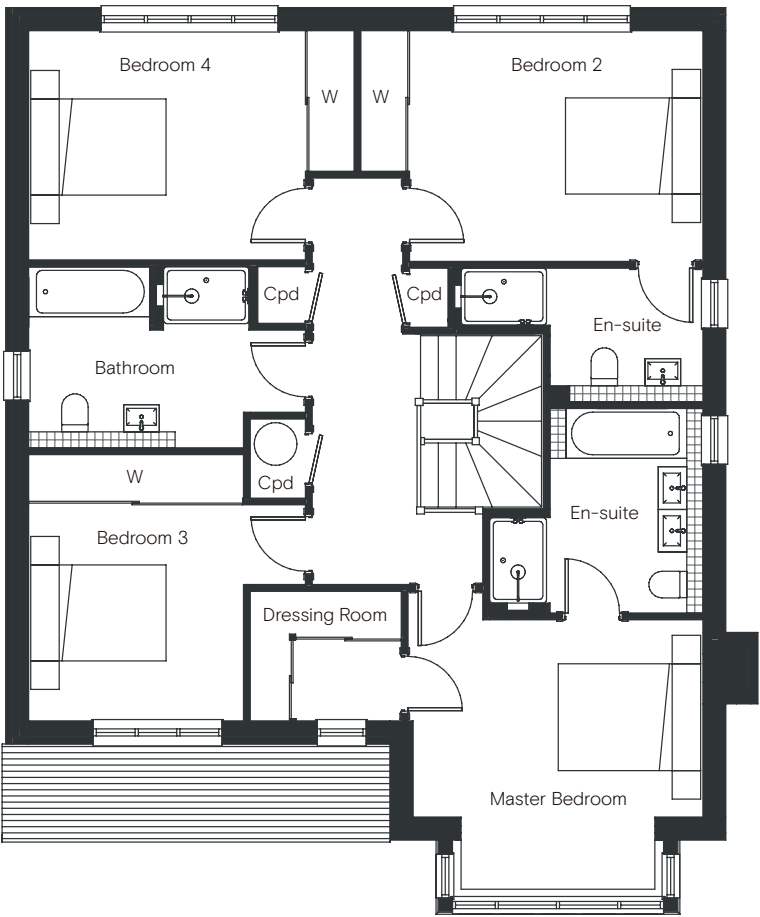 Bedroom 4
Bedroom 2
W
W
Cpd
Cpd
En-suite
Bathroom
W
Cpd
En-suite
Bedroom 3
Dressing Room
Master Bedroom